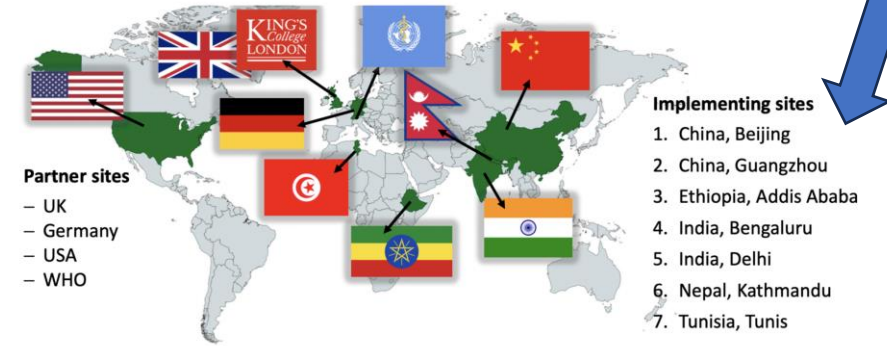 KING'S
College
LONDON
Partner sites
– UK
– Germany
– USA
– WHO
Implementing sites
1. China, Beijing
2. China, Guangzhou
3. Ethiopia, Addis Ababa
4. India, Bengaluru
5. India, Delhi
6. Nepal, Kathmandu
7. Tunisia, Tunis